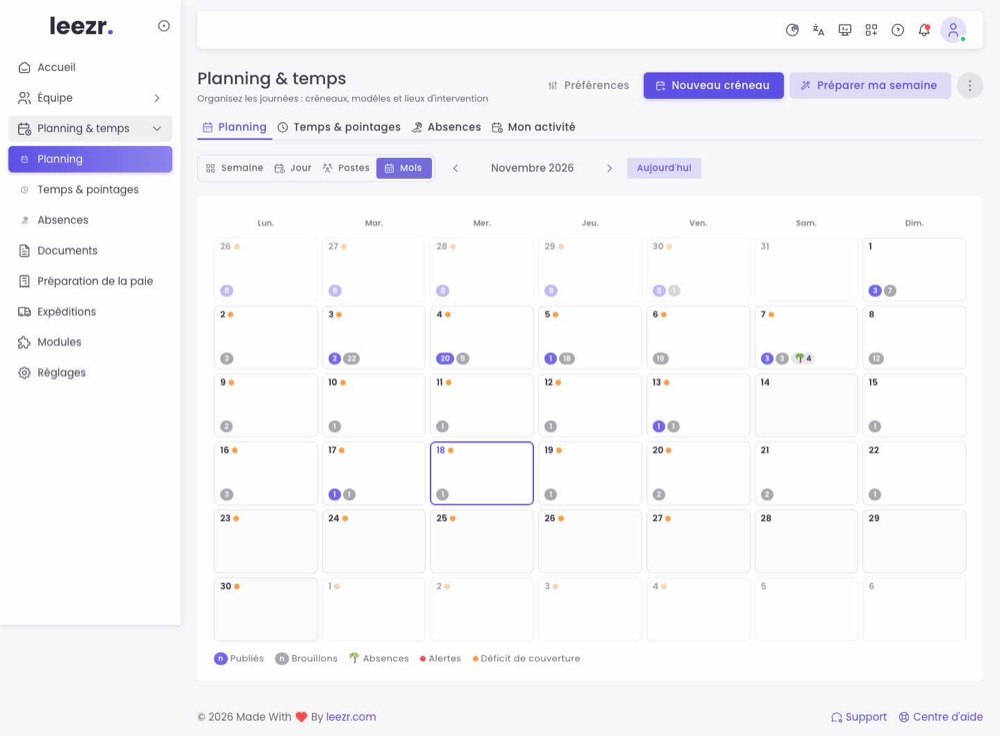 leezr.
Accueil
Équipe
Planning & temps
Planning
Temps & pointages
Absences
Documents
Préparation de la paie
Expéditions
Modules
Réglages
Planning & temps
Organisez les journées : créneaux, modèles et lieux d'intervention
Préférences
Nouveau créneau
Préparer ma semaine
Planning Temps & pointages Absences Mon activité
Semaine Jour Postes Mois Novembre 2026 Aujourd'hui
Lun. Mar. Mer. Jeu. Ven. Sam. Dim.
26 27 28 29 30 31 1
8 8 8 8 8 1 3 7
2 3 4 5 6 7 8
3 2 22 20 5 1 18 19 3 3 4 12
9 10 11 12 13 14 15
2 1 1 1 1 1 1
16 17 18 19 20 21 22
3 1 1 1 1 2 2 1
23 24 25 26 27 28 29
30 1 2 3 4 5 6
n Publiés n Brouillons Absences Alertes Déficit de couverture
© 2026 Made With By leezr.com
Support Centre d'aide